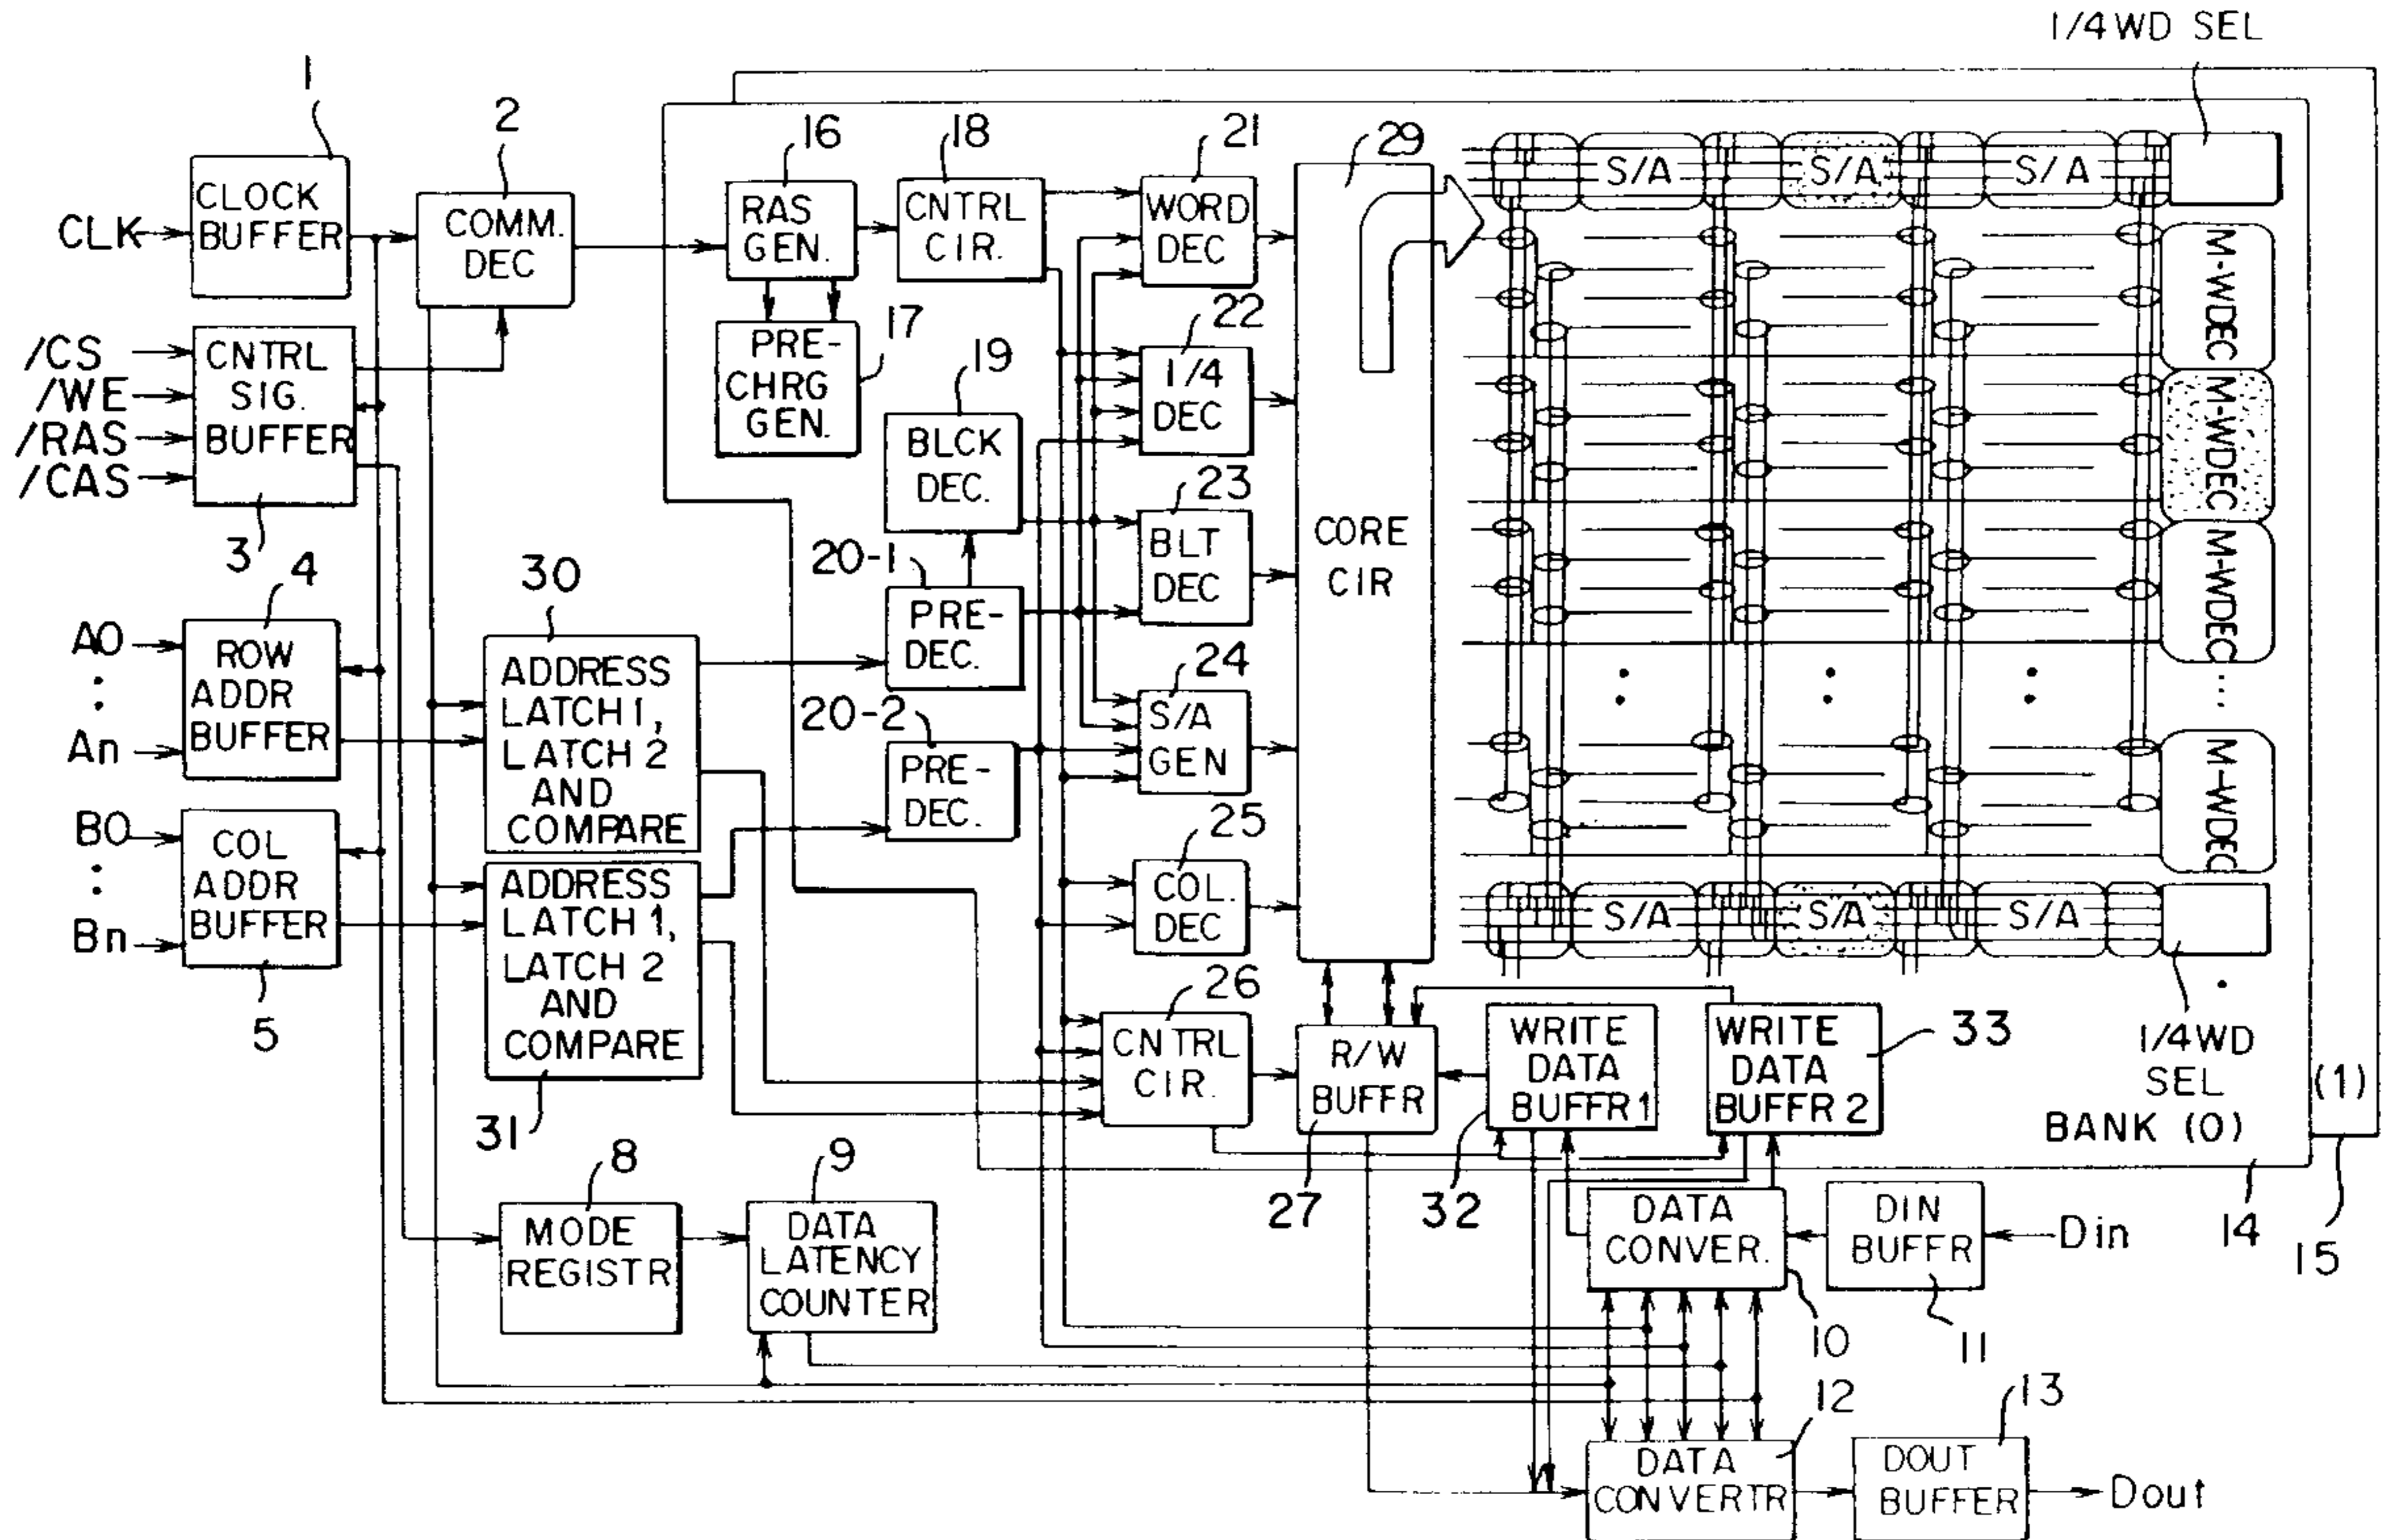 1/4WD SEL
1
2
16
18
21
29
CLOCK
BUFFER
CLK
COMM.
DEC
RAS
GEN.
CNTRL
CIR.
WORD
DEC
S/A
S/A
S/A
/CS
/WE
/RAS
/CAS
CNTRL
SIG.
BUFFER
3
PRE-
CHRG
GEN.
17
19
BLCK
DEC.
22
1/4
DEC
23
BLT
DEC
CORE
CIR
M-WDEC
M-WDEC
M-WDEC
...
M-WDEC
4
A0
:
An
ROW
ADDR
BUFFER
30
ADDRESS
LATCH 1,
LATCH 2
AND
COMPARE
20-1
PRE-
DEC.
20-2
PRE-
DEC.
24
S/A
GEN
B0
:
Bn
COL
ADDR
BUFFER
5
ADDRESS
LATCH 1,
LATCH 2
AND
COMPARE
31
25
COL.
DEC
S/A
S/A
S/A
26
CNTRL
CIR.
R/W
BUFFR
27
WRITE
DATA
BUFFR 1
32
WRITE
DATA
BUFFR 2
33
1/4WD
SEL
BANK (0)
(1)
14
15
8
MODE
REGISTR
9
DATA
LATENCY
COUNTER
DATA
CONVER.
10
DIN
BUFFR
11
Din
12
DATA
CONVERTR
13
DOUT
BUFFER
Dout